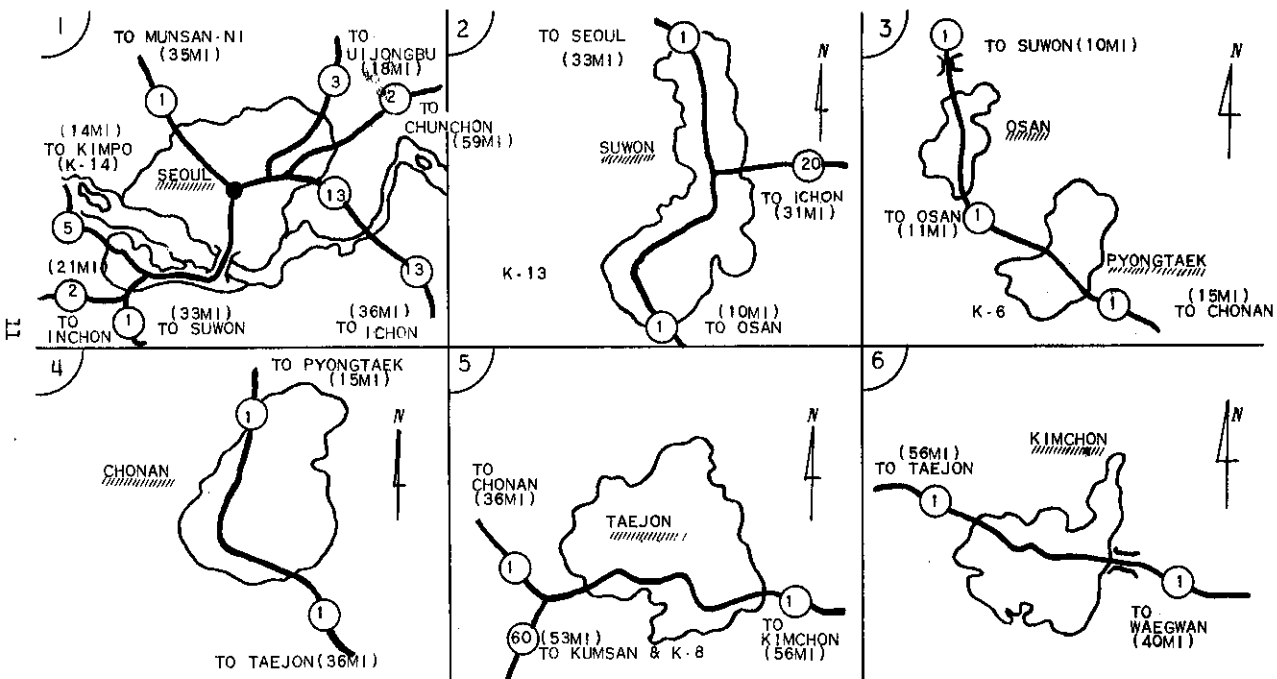 1
TO MUNSAN-NI
(35MI)
TO
UIJONGBU
(18MI)
1
3
2
TO
CHUNCHON
(59MI)
(14MI)
TO KIMPO
(K-14)
SEOUL
13
5
(21MI)
2
TO
INCHON
1
(33MI)
TO SUWON
13
(36MI)
TO ICHON
2
TO SEOUL
(33MI)
1
N
SUWON
20
TO ICHON
(31MI)
K-13
(10MI)
TO OSAN
1
3
1
TO SUWON(10MI)
N
OSAN
TO OSAN
(11MI)
1
PYONGTAEK
K-6
1
(15MI)
TO CHONAN
II
4
TO PYONGTAEK
(15MI)
1
N
CHONAN
1
TO TAEJON(36MI)
5
N
TO
CHONAN
(36MI)
TAEJON
1
1
60
(53MI)
TO KUMSAN & K-8
TO
KIMCHON
(56MI)
6
N
KIMCHON
(56MI)
TO TAEJON
1
1
TO
WAEGWAN
(40MI)